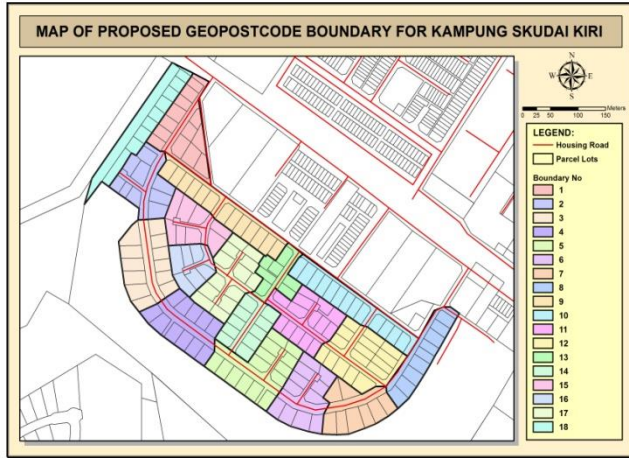 MAP OF PROPOSED GEOPOSTCODE BOUNDARY FOR KAMPUNG SKUDAI KIRI
N
W
E
S
Meters
0 25 50 100 150
LEGEND:
Housing Road
Parcel Lots
Boundary No
1
2
3
4
5
6
7
8
9
10
11
12
13
14
15
16
17
18